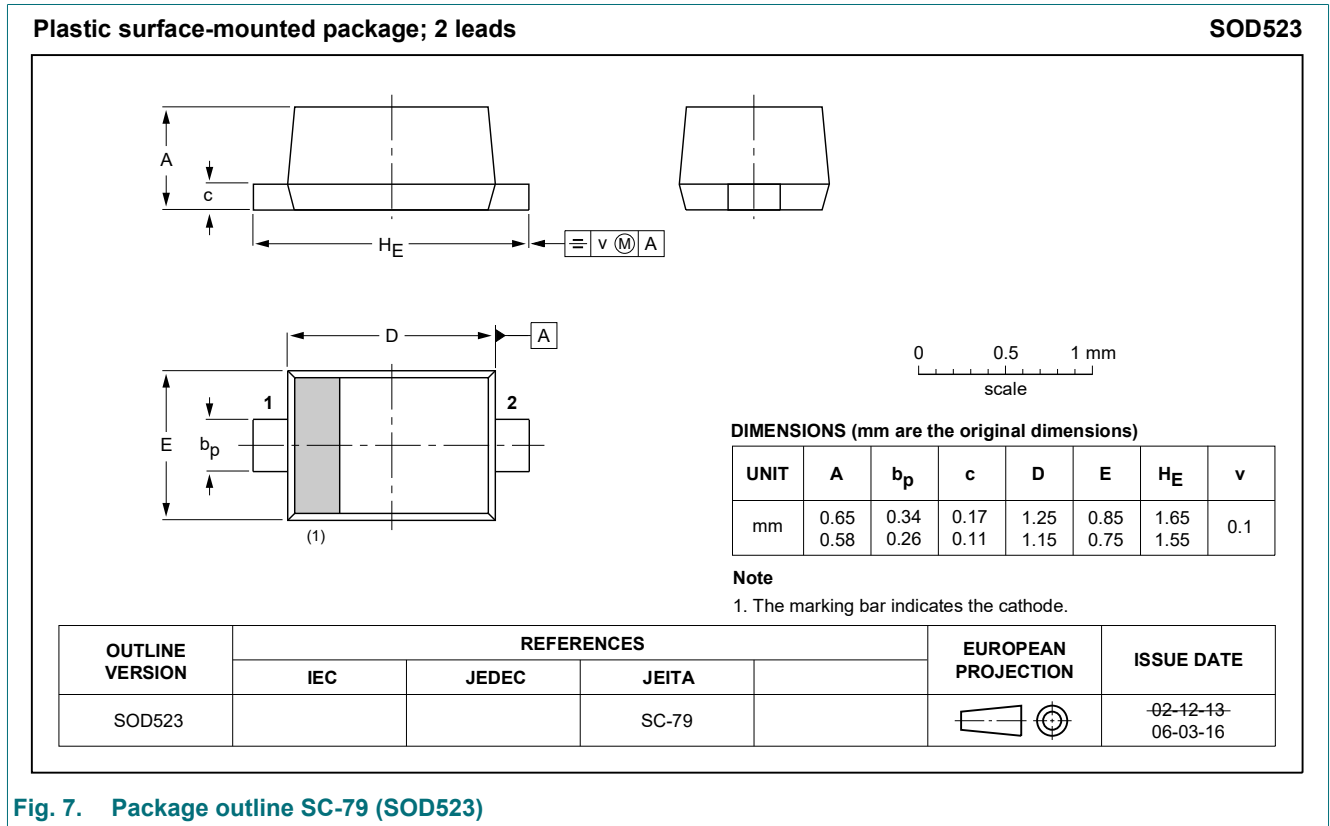 Plastic surface-mounted package; 2 leads SOD523
A
c
HE
v M A
D
A
1
2
E
bp
(1)
0 0.5 1 mm
scale
DIMENSIONS (mm are the original dimensions)
UNIT A bp c D E HE v
mm 0.65 0.34 0.17 1.25 0.85 1.65 0.1
0.58 0.26 0.11 1.15 0.75 1.55
Note
1. The marking bar indicates the cathode.
OUTLINE VERSION REFERENCES EUROPEAN PROJECTION ISSUE DATE
IEC JEDEC JEITA
SOD523 SC-79 02-12-13
06-03-16
Fig. 7. Package outline SC-79 (SOD523)